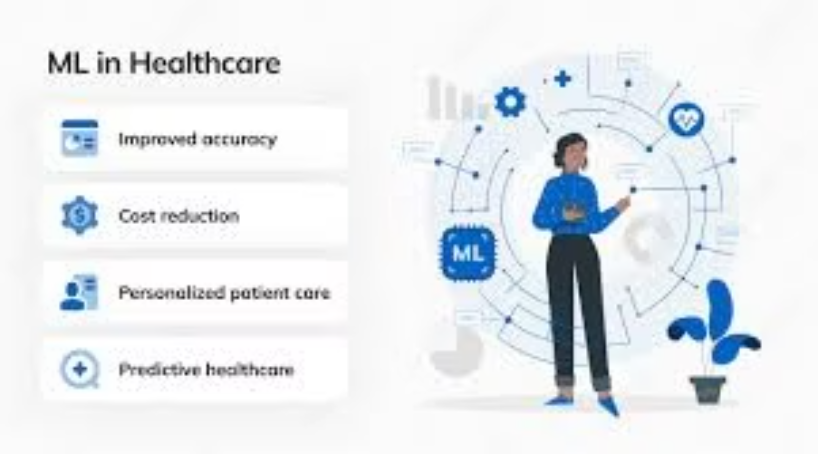 ML in Healthcare
Improved accuracy
Cost reduction
Personalized patient care
Predictive healthcare
ML